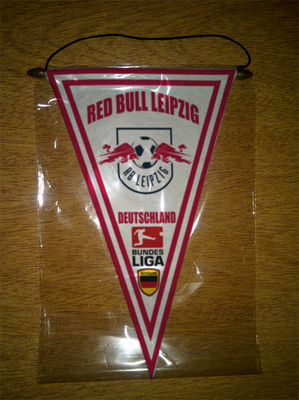 RED BULL LEIPZIG
RB LEIPZIG
DEUTSCHLAND
BUNDES
LIGA